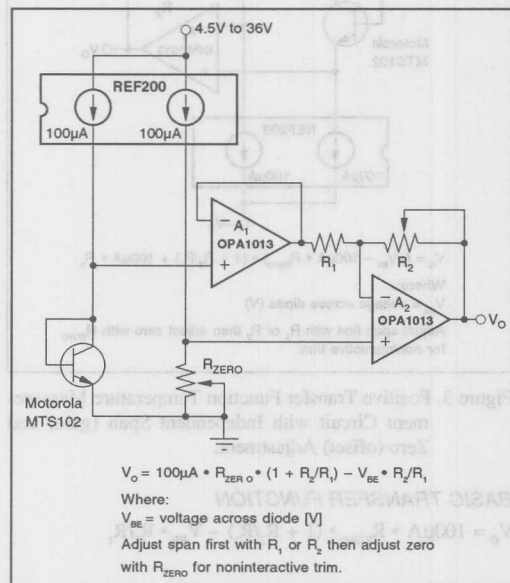 4.5V to 36V
REF200
100µA 100µA
A1
OPA1013
R1 R2
A2
OPA1013
VO
RZERO
Motorola
MTS102
VO = 100µA • RZERO • (1 + R2/R1) – VBE • R2/R1
Where:
VBE = voltage across diode [V]
Adjust span first with R1 or R2 then adjust zero
with RZERO for noninteractive trim.